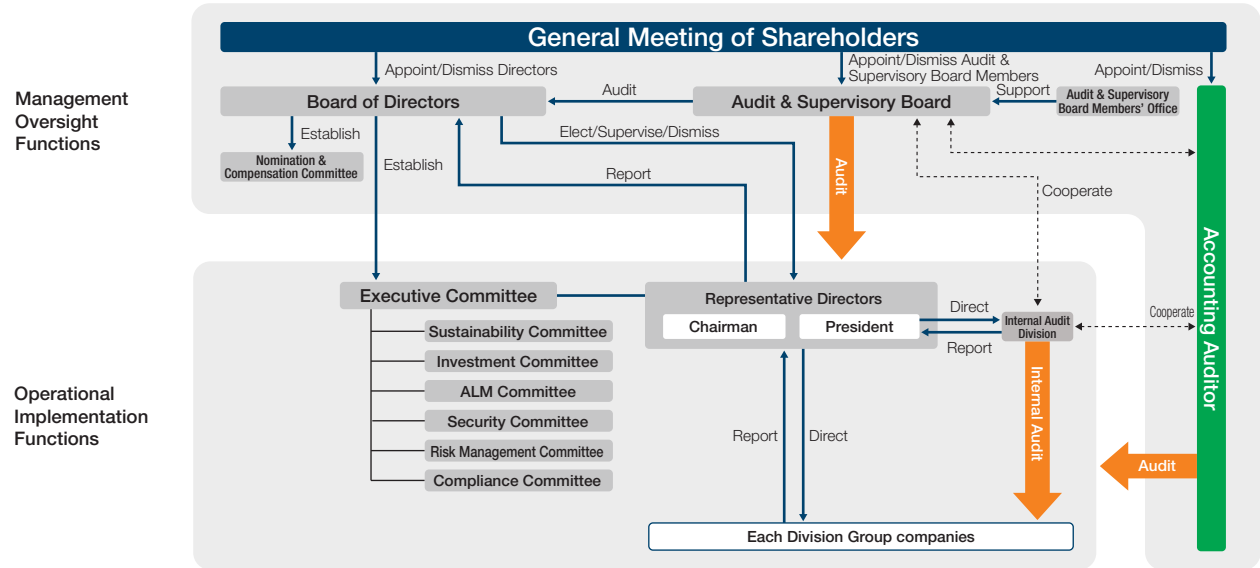 General Meeting of Shareholders
Appoint/Dismiss Directors
Appoint/Dismiss Audit &
Supervisory Board Members
Appoint/Dismiss
Management
Oversight
Functions
Board of Directors
Audit
Audit & Supervisory Board
Support
Audit & Supervisory
Board Members' Office
Establish
Nomination &
Compensation Committee
Establish
Elect/Supervise/Dismiss
Report
Audit
Cooperate
Accounting Auditor
Operational
Implementation
Functions
Executive Committee
Sustainability Committee
Investment Committee
ALM Committee
Security Committee
Risk Management Committee
Compliance Committee
Representative Directors
Chairman
President
Direct
Report
Internal Audit
Division
Cooperate
Internal Audit
Report
Direct
Audit
Each Division Group companies